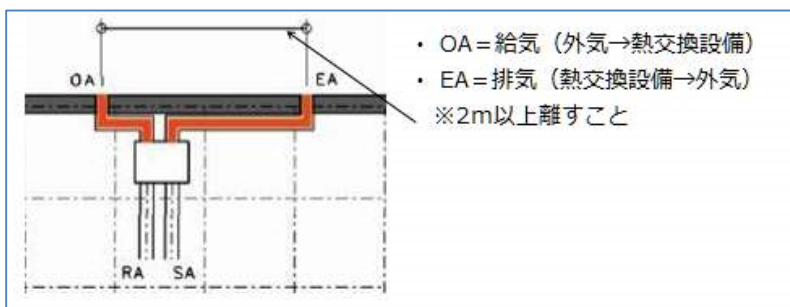 OA
EA
RA
SA
・ OA＝給気（外気→熱交換設備）
・ EA＝排気（熱交換設備→外気）
※2m以上離すこと